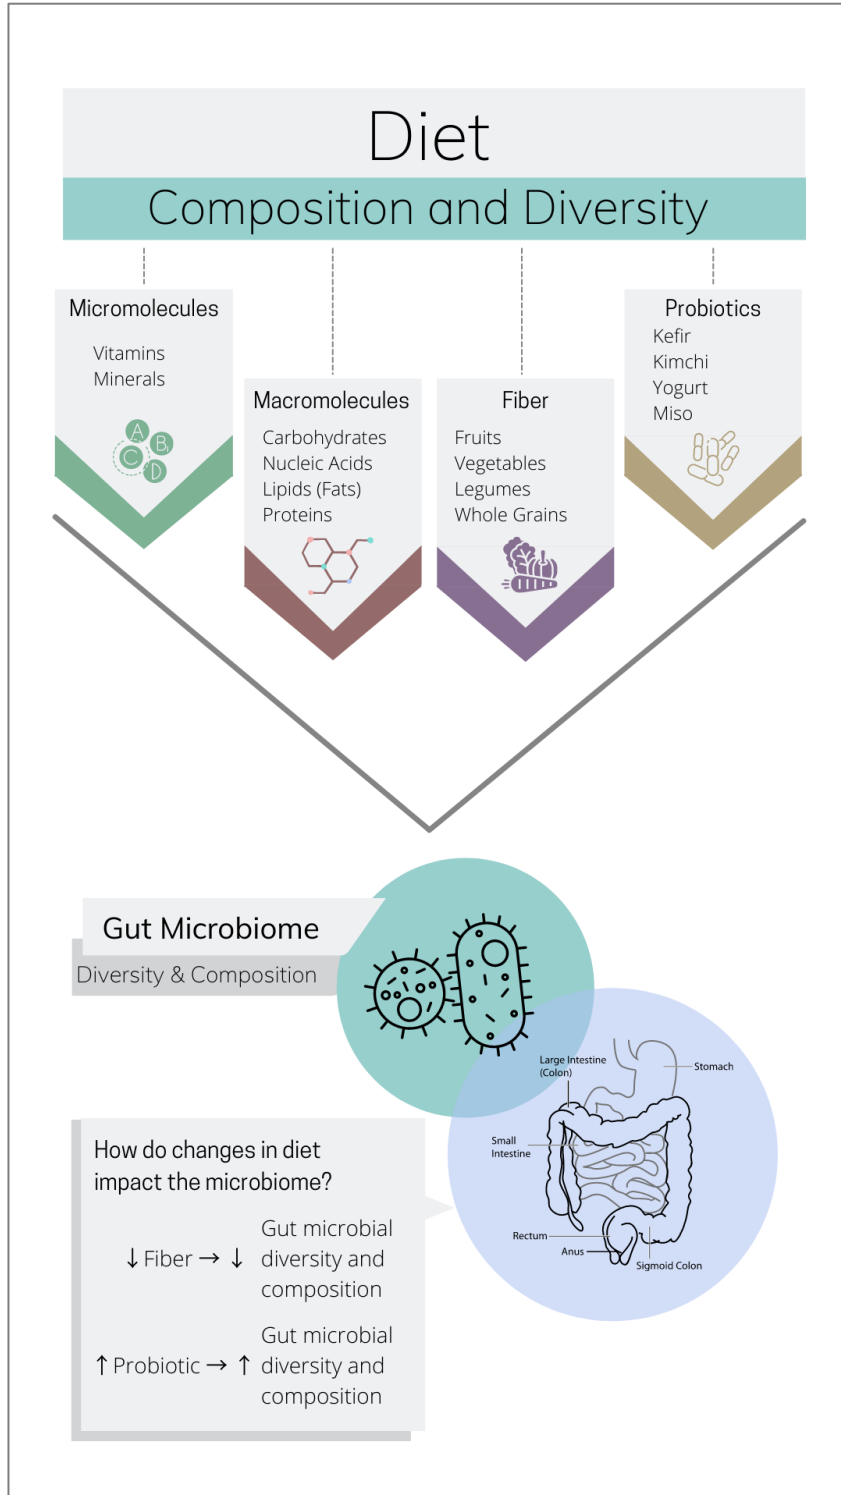 Diet
Composition and Diversity
Micromolecules
Vitamins
Minerals
A
B₁
C
D
Macromolecules
Carbohydrates
Nucleic Acids
Lipids (Fats)
Proteins
Fiber
Fruits
Vegetables
Legumes
Whole Grains
Probiotics
Kefir
Kimchi
Yogurt
Miso
Gut Microbiome
Diversity & Composition
Large Intestine
(Colon)
Stomach
Small
Intestine
Rectum
Anus
Sigmoid Colon
How do changes in diet
impact the microbiome?
Gut microbial
↓ Fiber → ↓ diversity and
composition
Gut microbial
↑ Probiotic → ↑ diversity and
composition